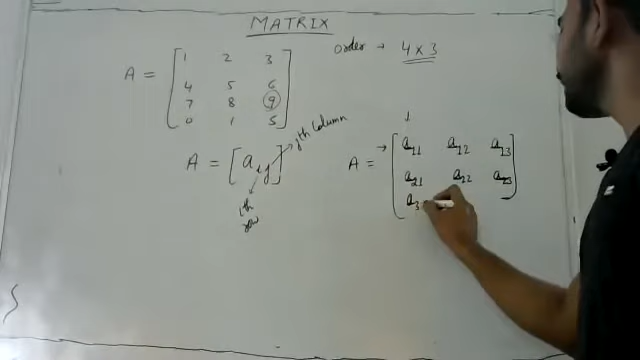 MATRIX
order → 4 x 3
A = [ 1 2 3
4 5 6
7 8 9
0 1 5 ]
A = [aij]
jth Column
ith row
A = [ a11 a12 a13
a21 a22 a23
a3